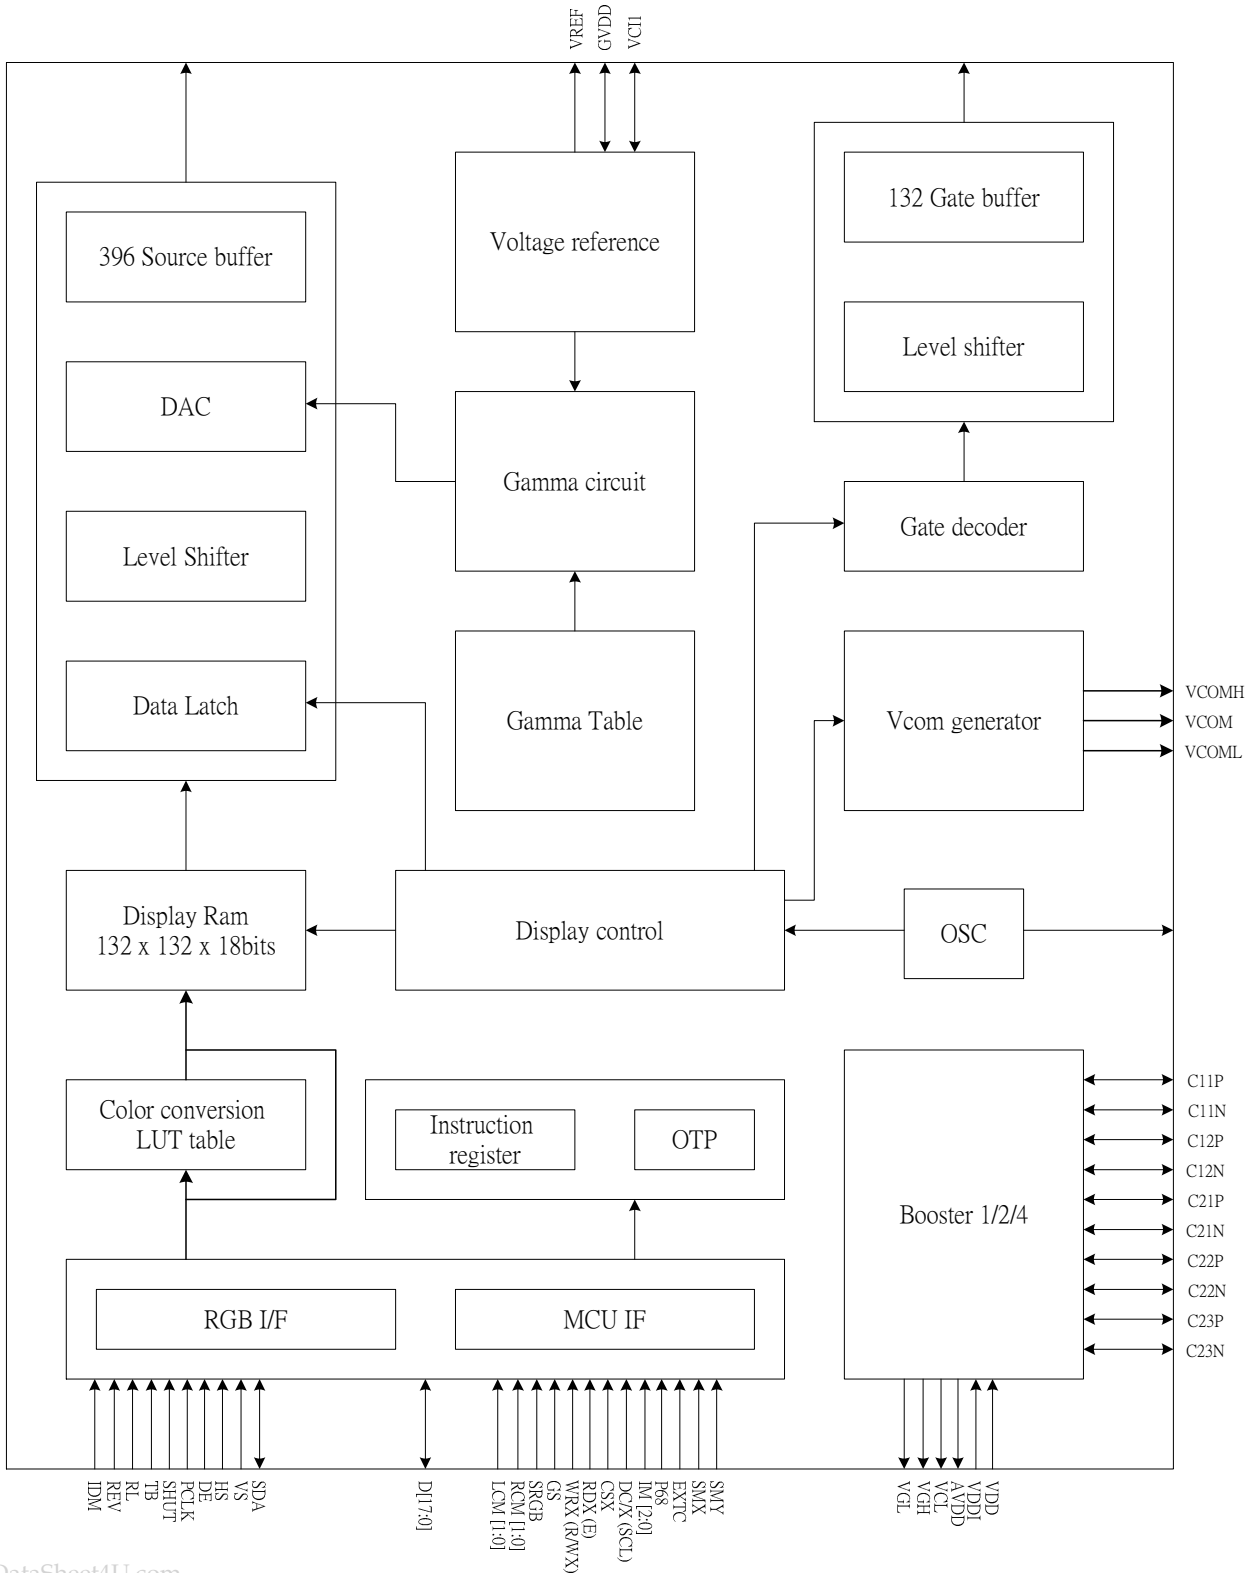 VREF
GVDD
VCI1
396 Source buffer
DAC
Level Shifter
Data Latch
Voltage reference
Gamma circuit
Gamma Table
132 Gate buffer
Level shifter
Gate decoder
Vcom generator
VCOMH
VCOM
VCOML
Display Ram
132 x 132 x 18bits
Display control
OSC
Color conversion
LUT table
Instruction
register
OTP
Booster 1/2/4
C11P
C11N
C12P
C12N
C21P
C21N
C22P
C22N
C23P
C23N
RGB I/F
MCU IF
IDM
REV
RL
TB
SHUT
PCLK
DE
HS
VS
SDA
D[17:0]
LCM [1:0]
RCM [1:0]
SRGB
GS
WRX (R/WX)
RDX (E)
CSX
DC/X (SCL)
IM [2:0]
P68
EXTC
SMX
SMY
VGL
VGH
VCL
AVDD
VDDI
VDD
DataSheet4U.com